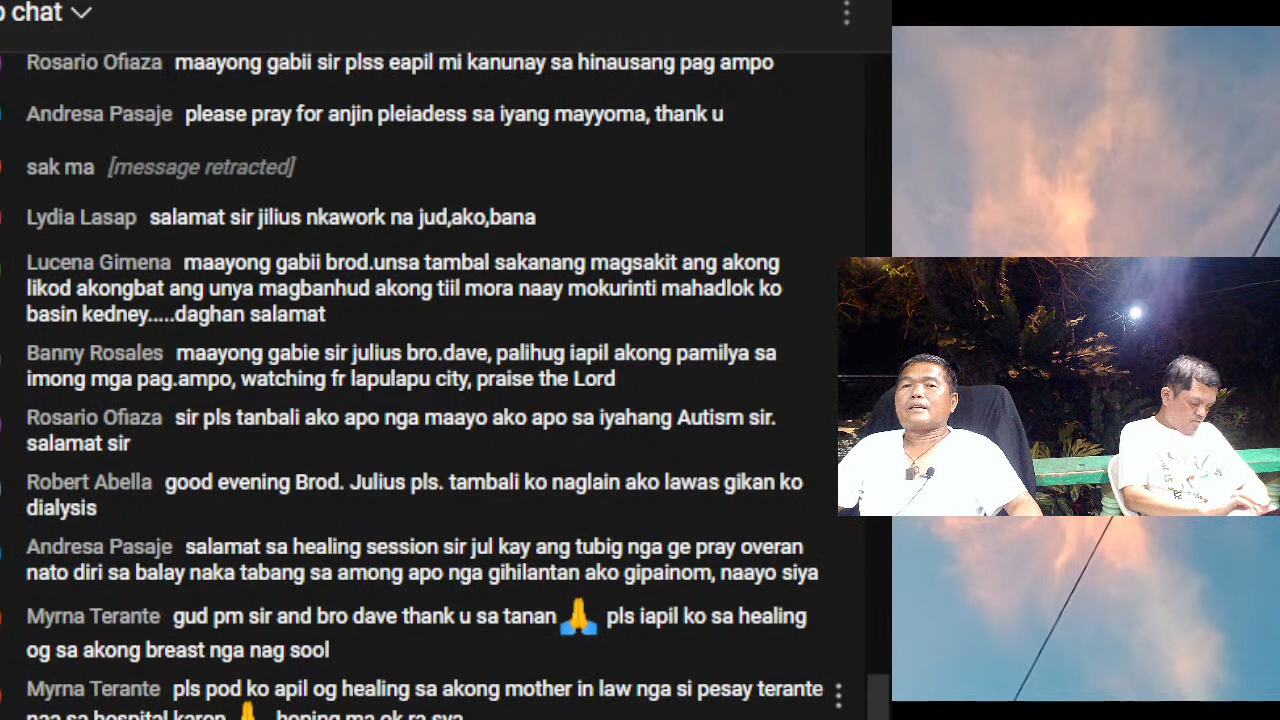 chat
Rosario Ofiaza maayong gabii sir plss eapil mi kanunay sa hinausang pag ampo
Andresa Pasaje please pray for anjin pleiadess sa iyang mayyoma, thank u
sak ma [message retracted]
Lydia Lasap salamat sir jilius nkawork na jud,ako,bana
Lucena Gimena maayong gabii brod.unsa tambal sakanang magsakit ang akong
likod akongbat ang unya magbanhud akong tiil mora naay mokurinti mahadlok ko
basin kedney.....daghan salamat
Banny Rosales maayong gabie sir julius bro.dave, palihug iapil akong pamilya sa
imong mga pag.ampo, watching fr lapulapu city, praise the Lord
Rosario Ofiaza sir pls tanbali ako apo nga maayo ako apo sa iyahang Autism sir.
salamat sir
Robert Abella good evening Brod. Julius pls. tambali ko naglain ako lawas gikan ko
dialysis
Andresa Pasaje salamat sa healing session sir jul kay ang tubig nga ge pray overan
nato diri sa balay naka tabang sa among apo nga gihilantan ako gipainom, naayo siya
Myrna Terante gud pm sir and bro dave thank u sa tanan 🙏 pls iapil ko sa healing
og sa akong breast nga nag sool
Myrna Terante pls pod ko apil og healing sa akong mother in law nga si pesay terante
naa sa hospital karon 🙏 hoping ma ok ra sya